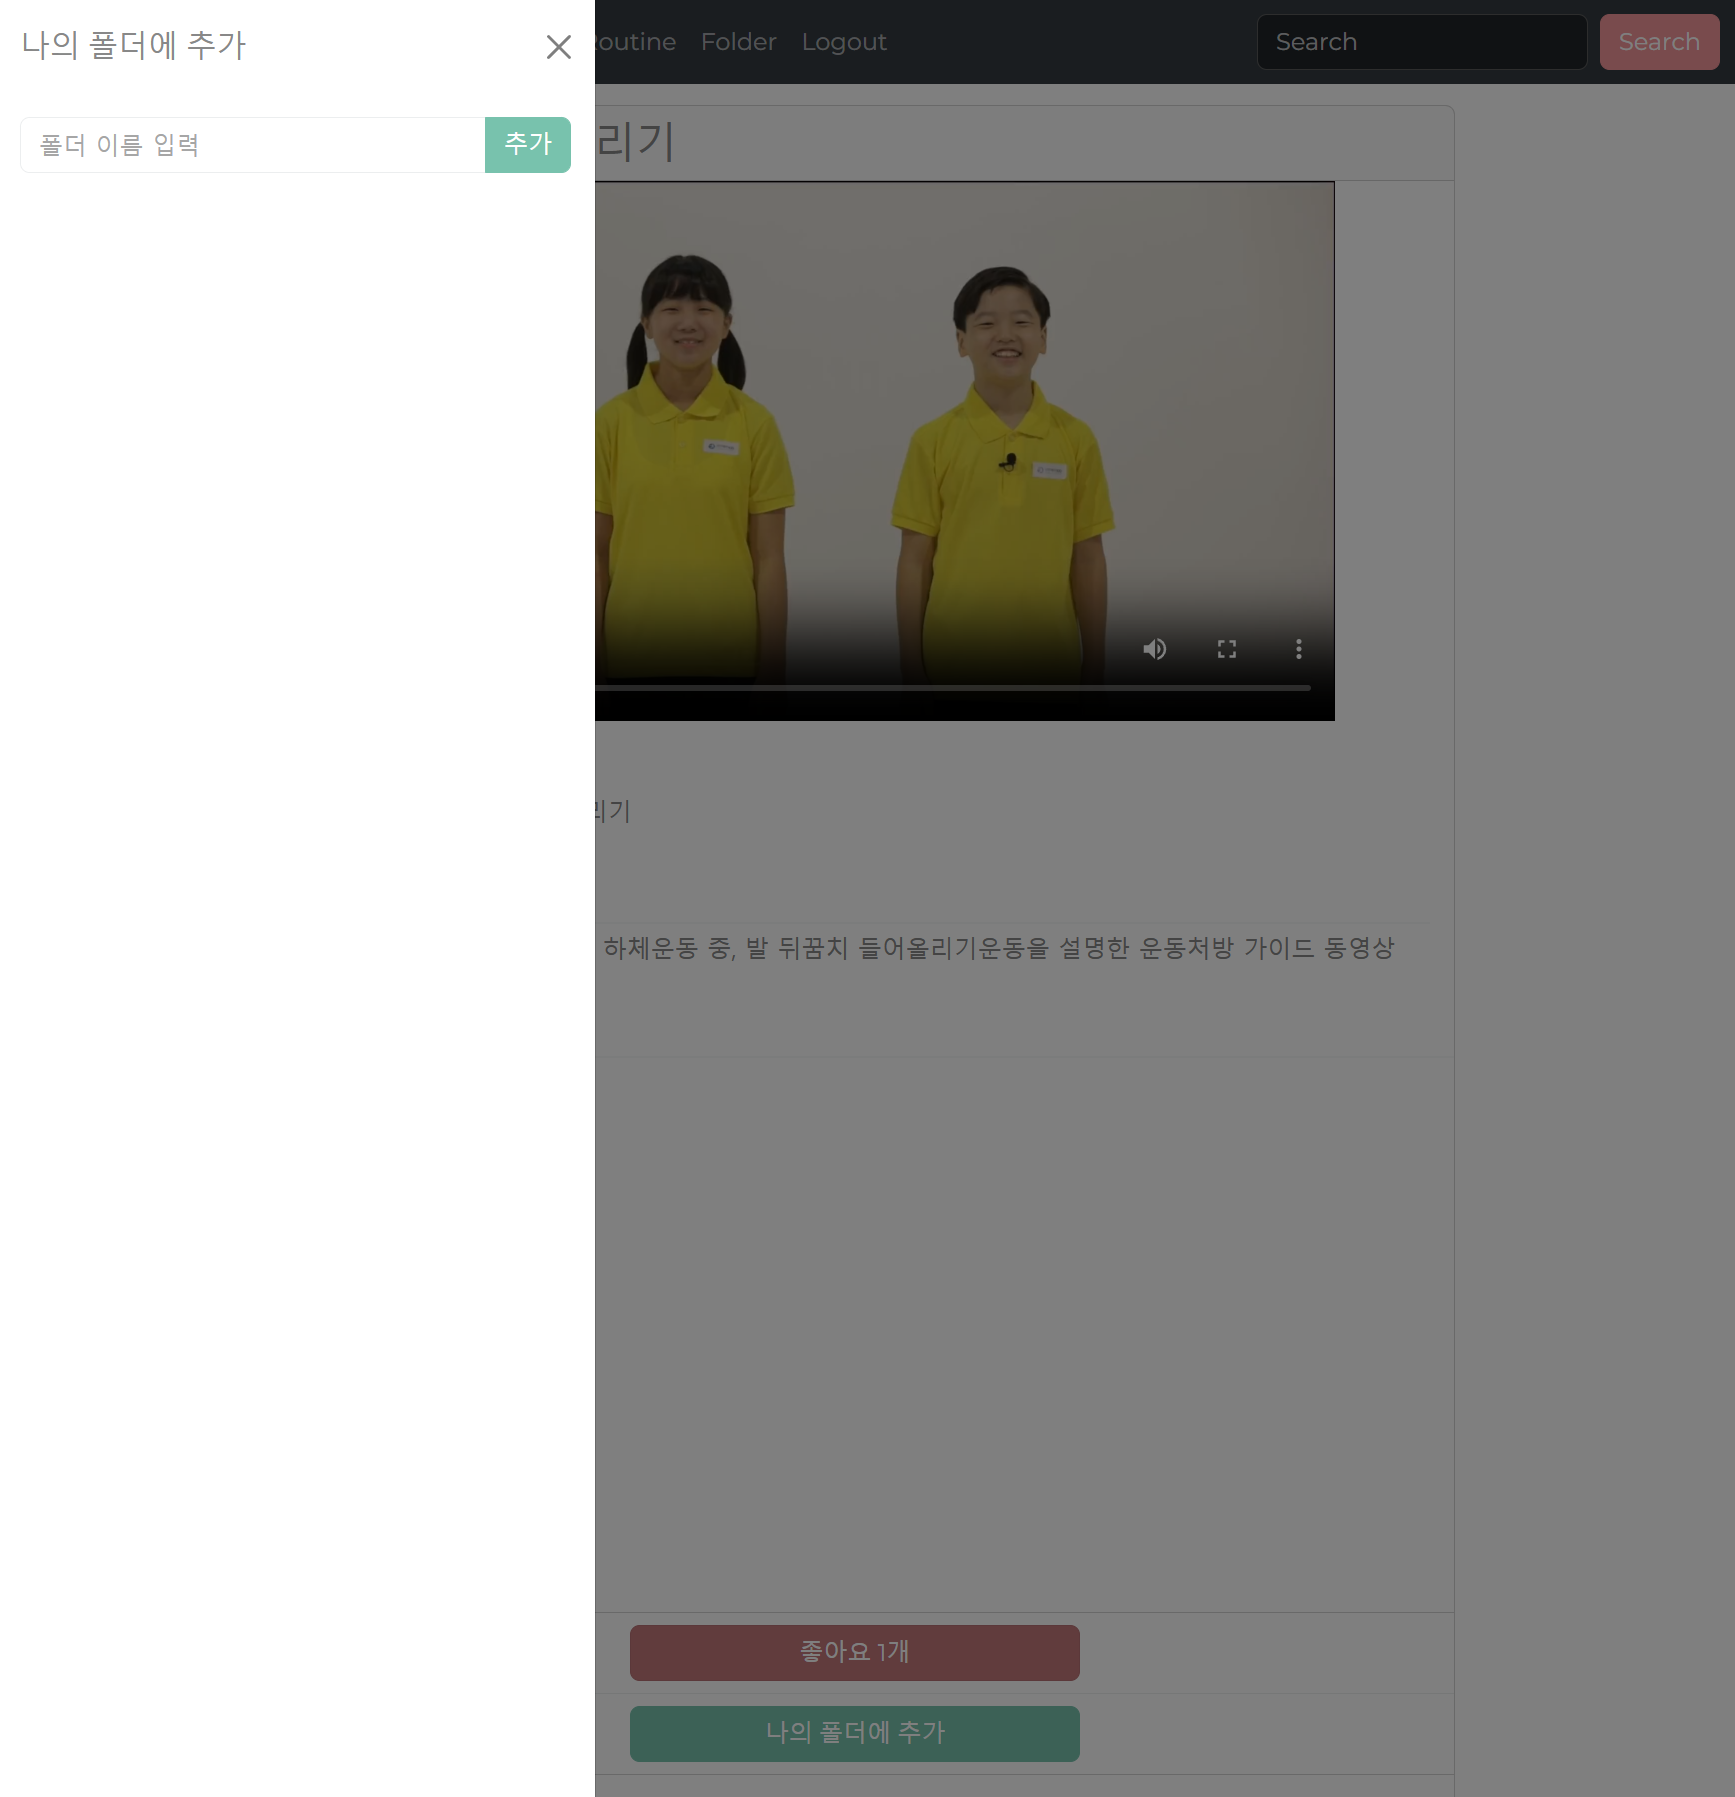 나의 폴더에 추가
폴더 이름 입력
추가
Routine Folder Logout
Search
Search
리기
리기
하체운동 중, 발 뒤꿈치 들어올리기운동을 설명한 운동처방 가이드 동영상
좋아요 1개
나의 폴더에 추가